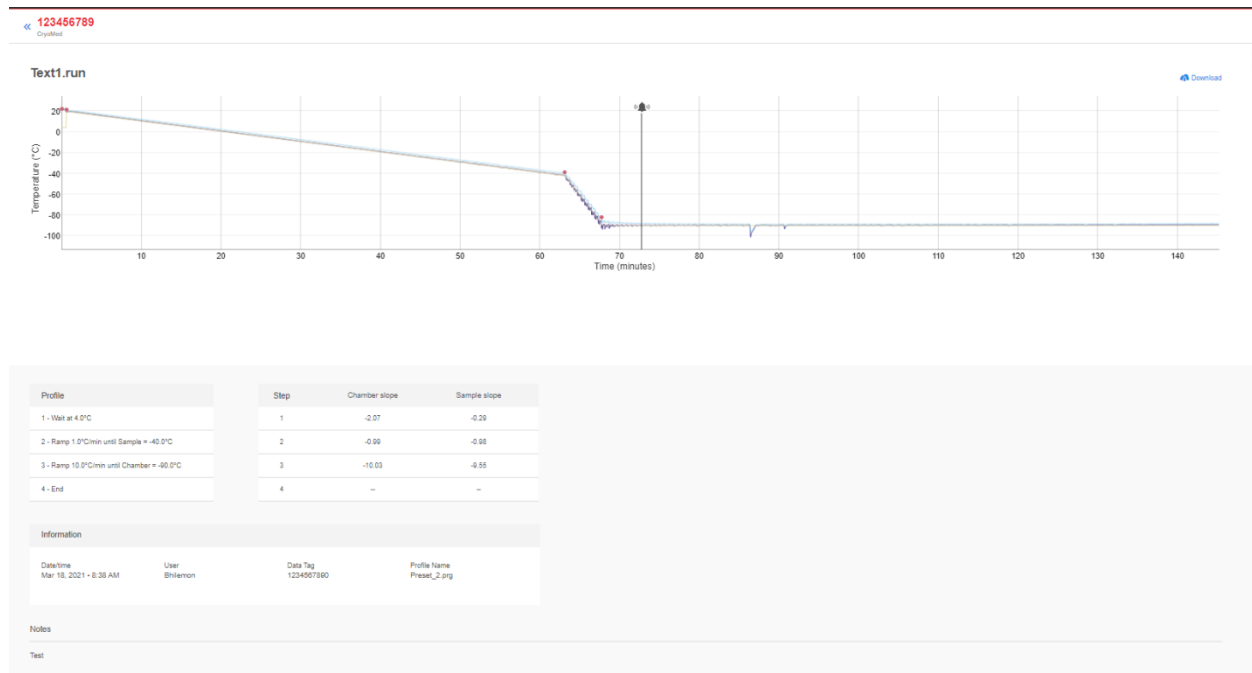 « 123456789
CryoMed
Text1.run
Download
Temperature (°C)
20
0
-20
-40
-60
-80
-100
10 20 30 40 50 60 70 80 90 100 110 120 130 140
Time (minutes)
Profile
1 - Wait at 4.0°C
2 - Ramp 1.0°C/min until Sample = -40.0°C
3 - Ramp 10.0°C/min until Chamber = -90.0°C
4 - End
Step Chamber slope Sample slope
1 -2.07 -0.29
2 -0.99 -0.98
3 -10.03 -9.55
4 -- --
Information
Date/time User Data Tag Profile Name
Mar 18, 2021 - 8:38 AM Bhilemon 1234567890 Preset_2.prg
Notes
Test